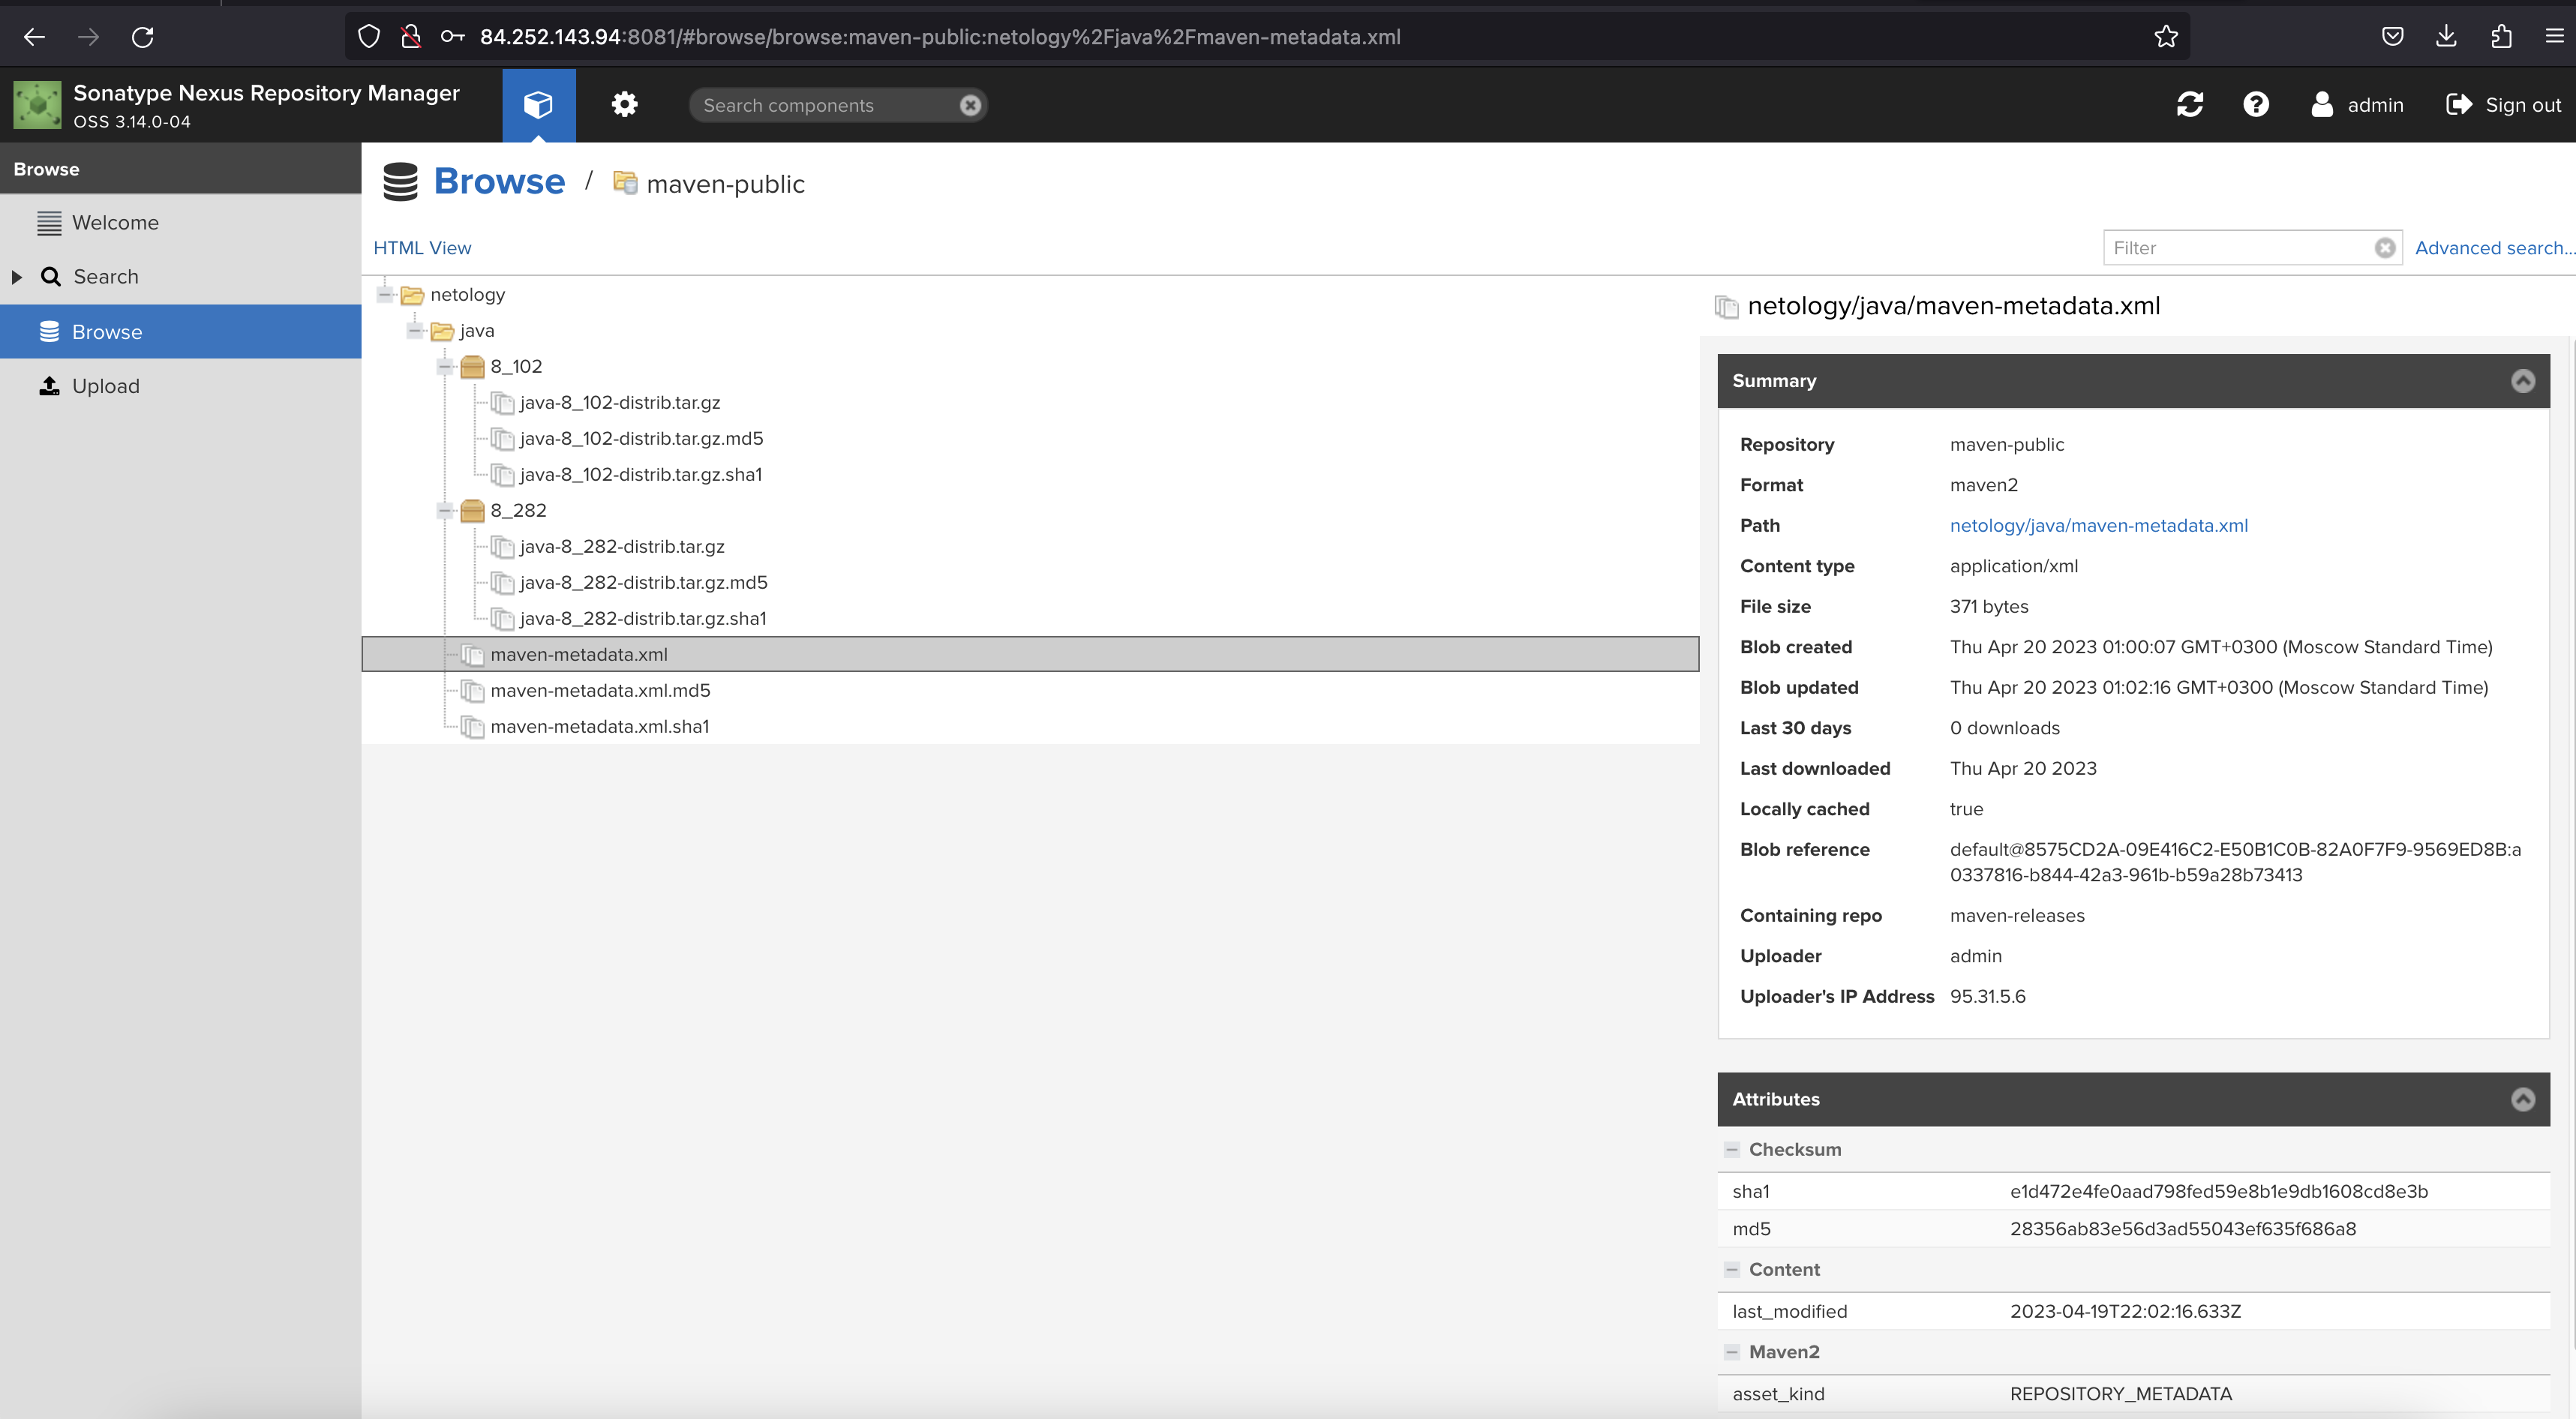 84.252.143.94:8081/#browse/browse:maven-public:netology%2Fjava%2Fmaven-metadata.xml
Sonatype Nexus Repository Manager
OSS 3.14.0-04
Search components
admin
Sign out
Browse
Welcome
Search
Browse
Upload
Browse / maven-public
HTML View
Filter
Advanced search...
netology
java
8_102
java-8_102-distrib.tar.gz
java-8_102-distrib.tar.gz.md5
java-8_102-distrib.tar.gz.sha1
8_282
java-8_282-distrib.tar.gz
java-8_282-distrib.tar.gz.md5
java-8_282-distrib.tar.gz.sha1
maven-metadata.xml
maven-metadata.xml.md5
maven-metadata.xml.sha1
netology/java/maven-metadata.xml
Summary
Repository maven-public
Format maven2
Path netology/java/maven-metadata.xml
Content type application/xml
File size 371 bytes
Blob created Thu Apr 20 2023 01:00:07 GMT+0300 (Moscow Standard Time)
Blob updated Thu Apr 20 2023 01:02:16 GMT+0300 (Moscow Standard Time)
Last 30 days 0 downloads
Last downloaded Thu Apr 20 2023
Locally cached true
Blob reference default@8575CD2A-09E416C2-E50B1C0B-82A0F7F9-9569ED8B:a
0337816-b844-42a3-961b-b59a28b73413
Containing repo maven-releases
Uploader admin
Uploader's IP Address 95.31.5.6
Attributes
Checksum
sha1 e1d472e4fe0aad798fed59e8b1e9db1608cd8e3b
md5 28356ab83e56d3ad55043ef635f686a8
Content
last_modified 2023-04-19T22:02:16.633Z
Maven2
asset_kind REPOSITORY_METADATA